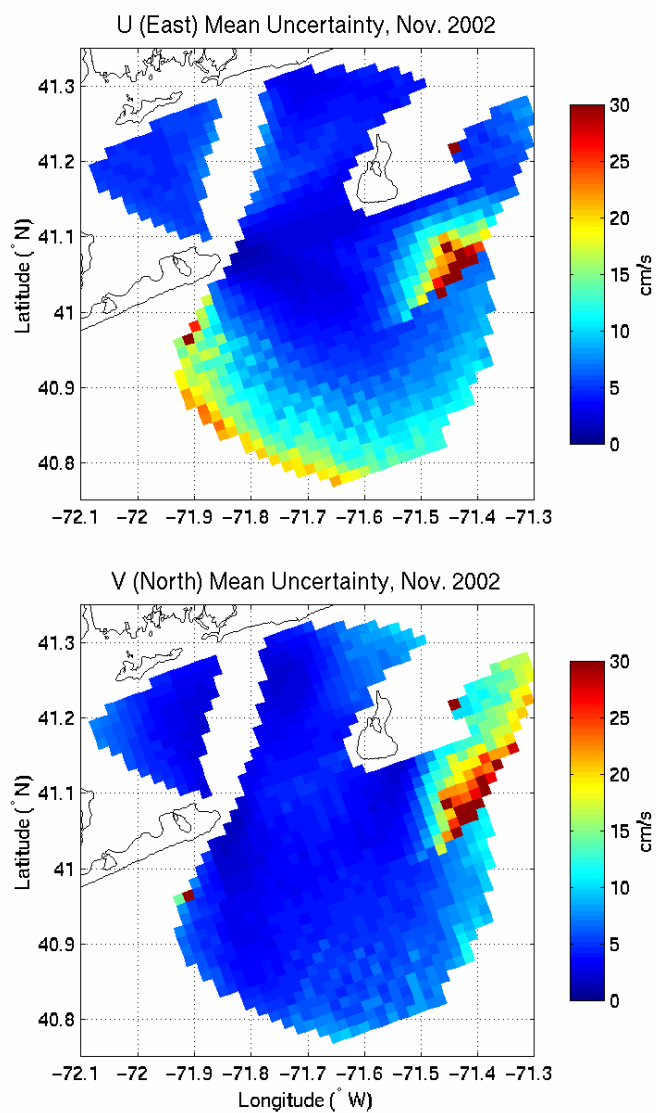 U (East) Mean Uncertainty, Nov. 2002
41.3
41.2
41.1
41
40.9
40.8
Latitude (°N)
−72.1 −72 −71.9 −71.8 −71.7 −71.6 −71.5 −71.4 −71.3
30
25
20
15
10
5
0
cm/s
V (North) Mean Uncertainty, Nov. 2002
41.3
41.2
41.1
41
40.9
40.8
Latitude (°N)
−72.1 −72 −71.9 −71.8 −71.7 −71.6 −71.5 −71.4 −71.3
Longitude (°W)
30
25
20
15
10
5
0
cm/s